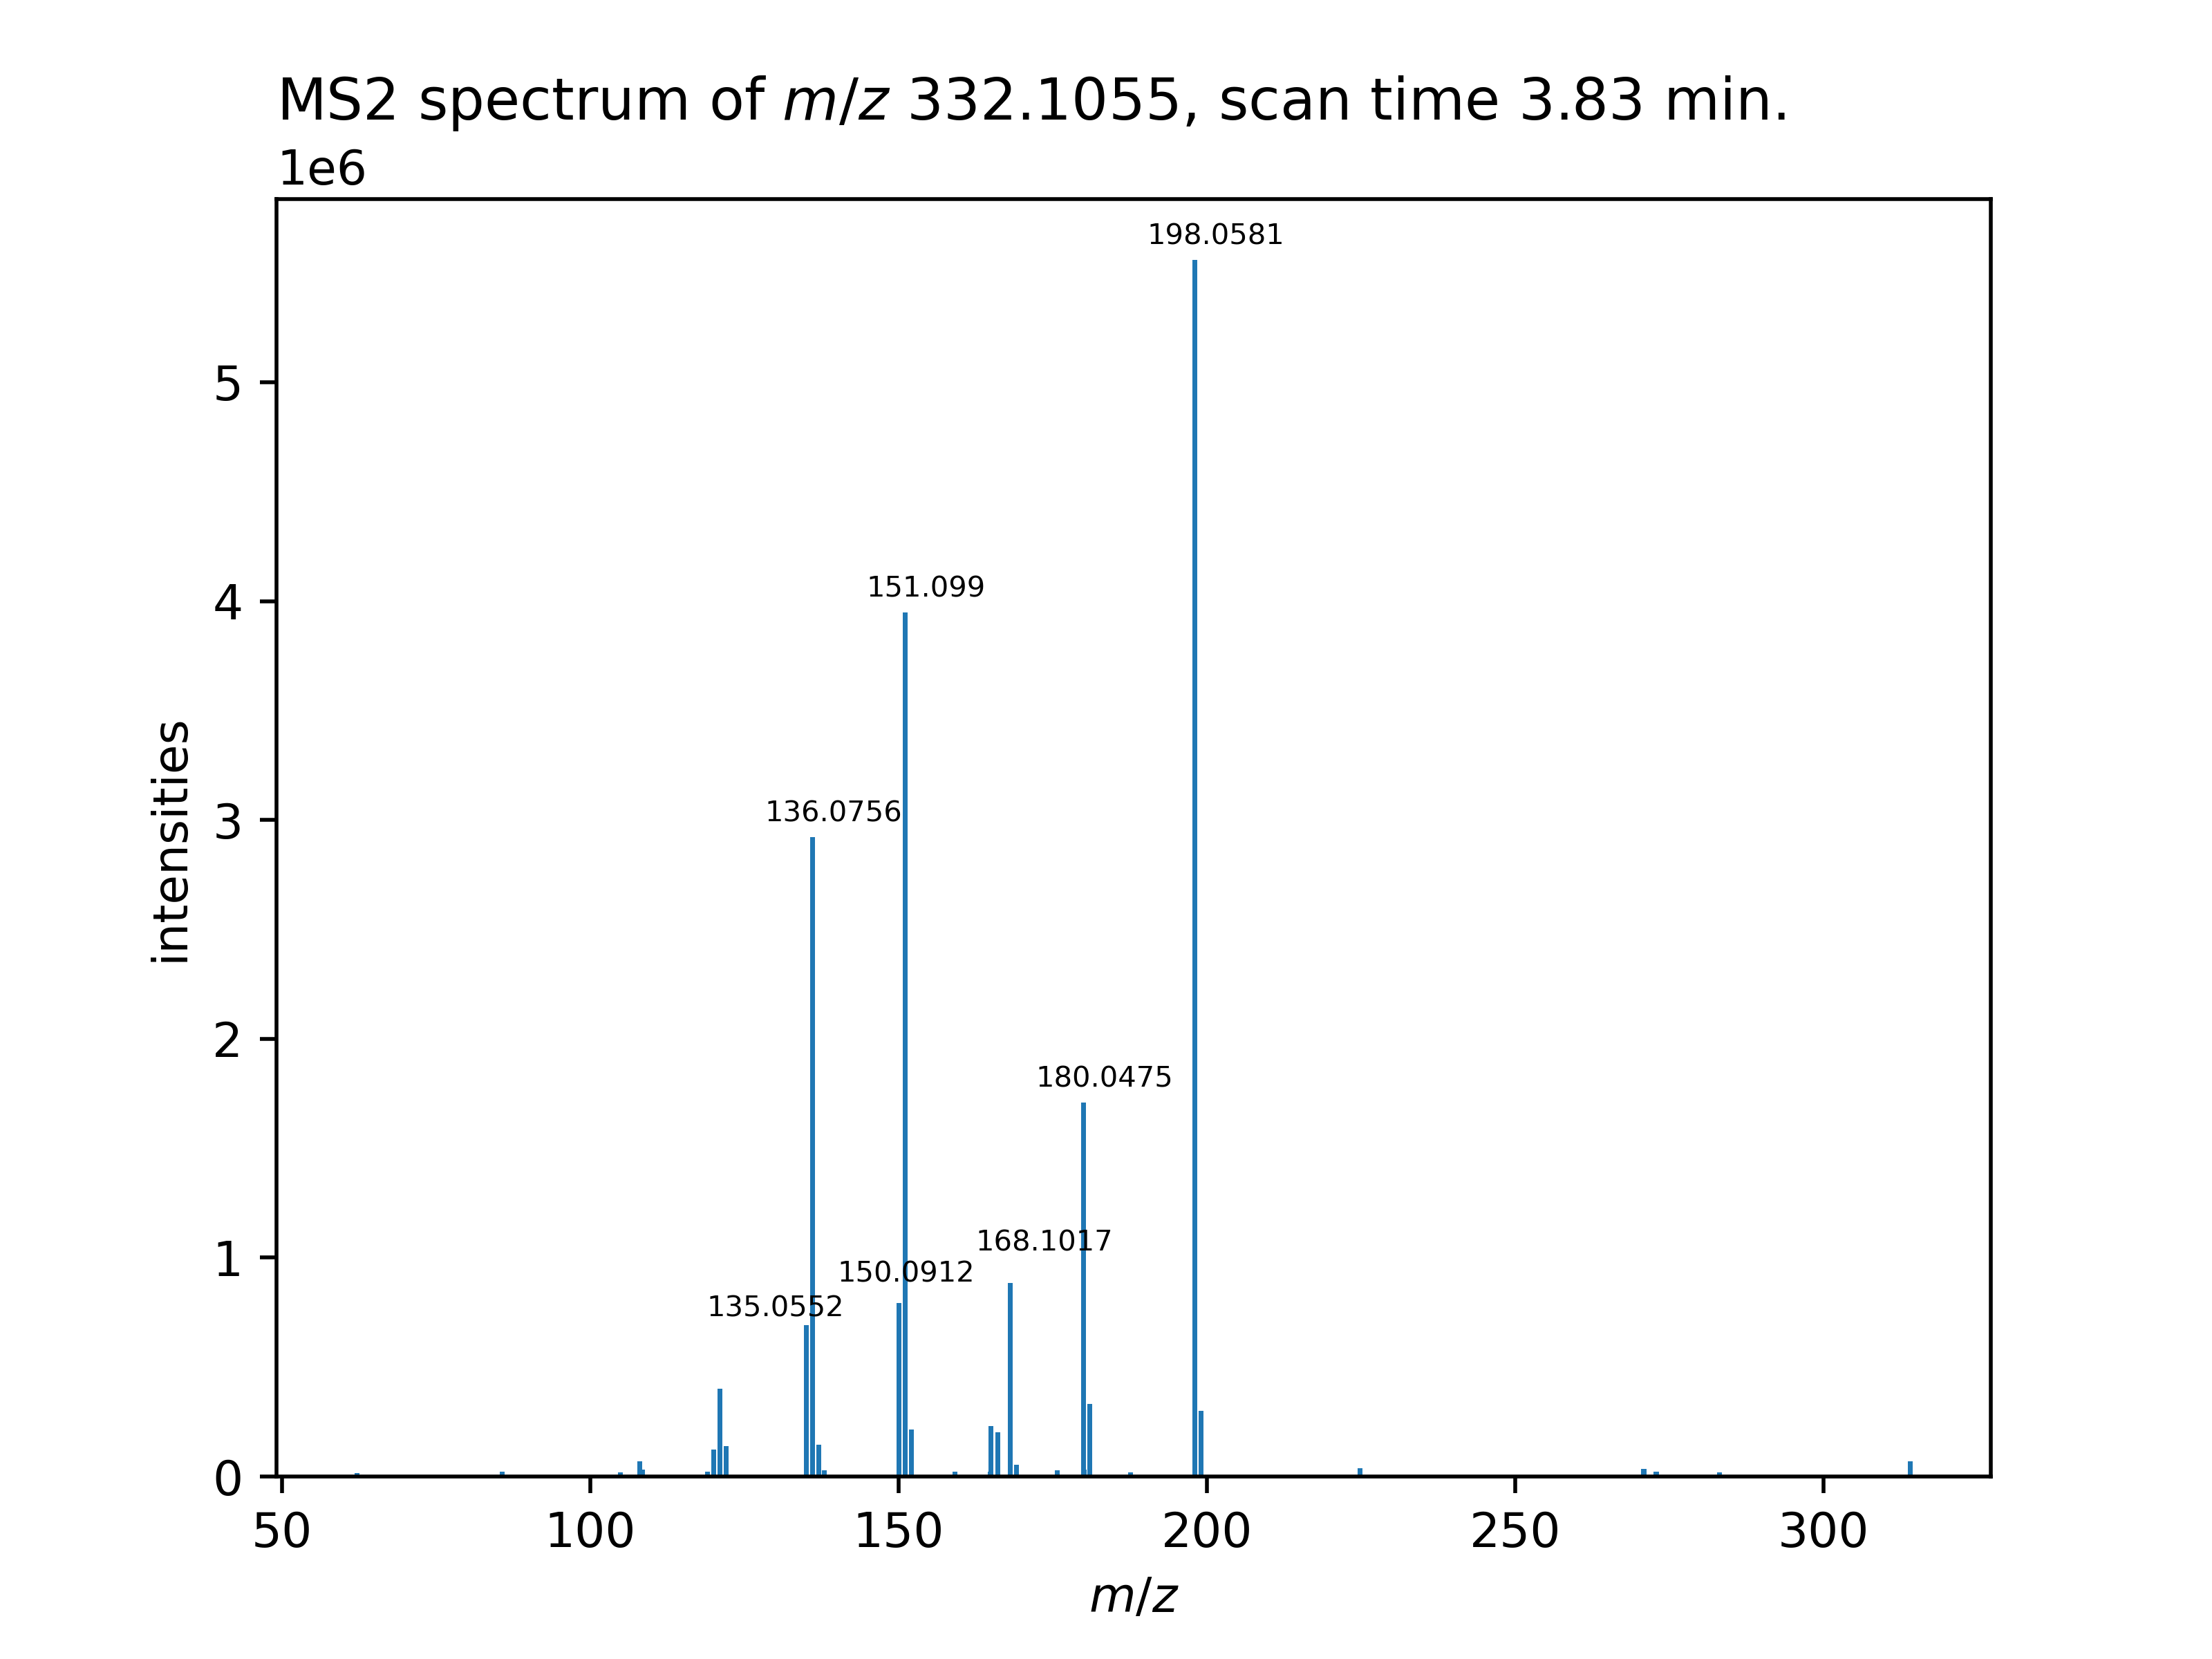 MS2 spectrum of m/z 332.1055, scan time 3.83 min.
1e6
198.0581
5
151.099
4
136.0756
3
intensities
2
180.0475
168.1017
1
150.0912
135.0552
0
50 100 150 200 250 300
m/z